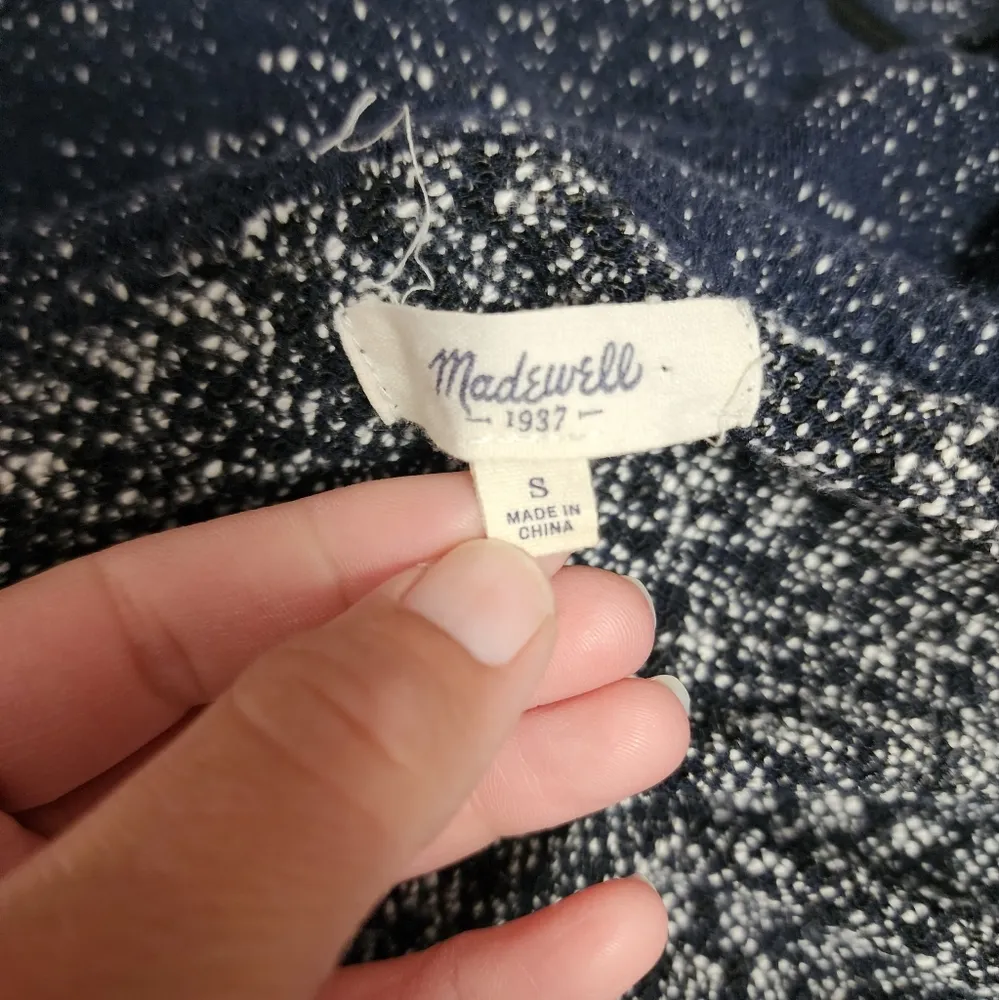 Madewell
— 1937 —
S
MADE IN
CHINA